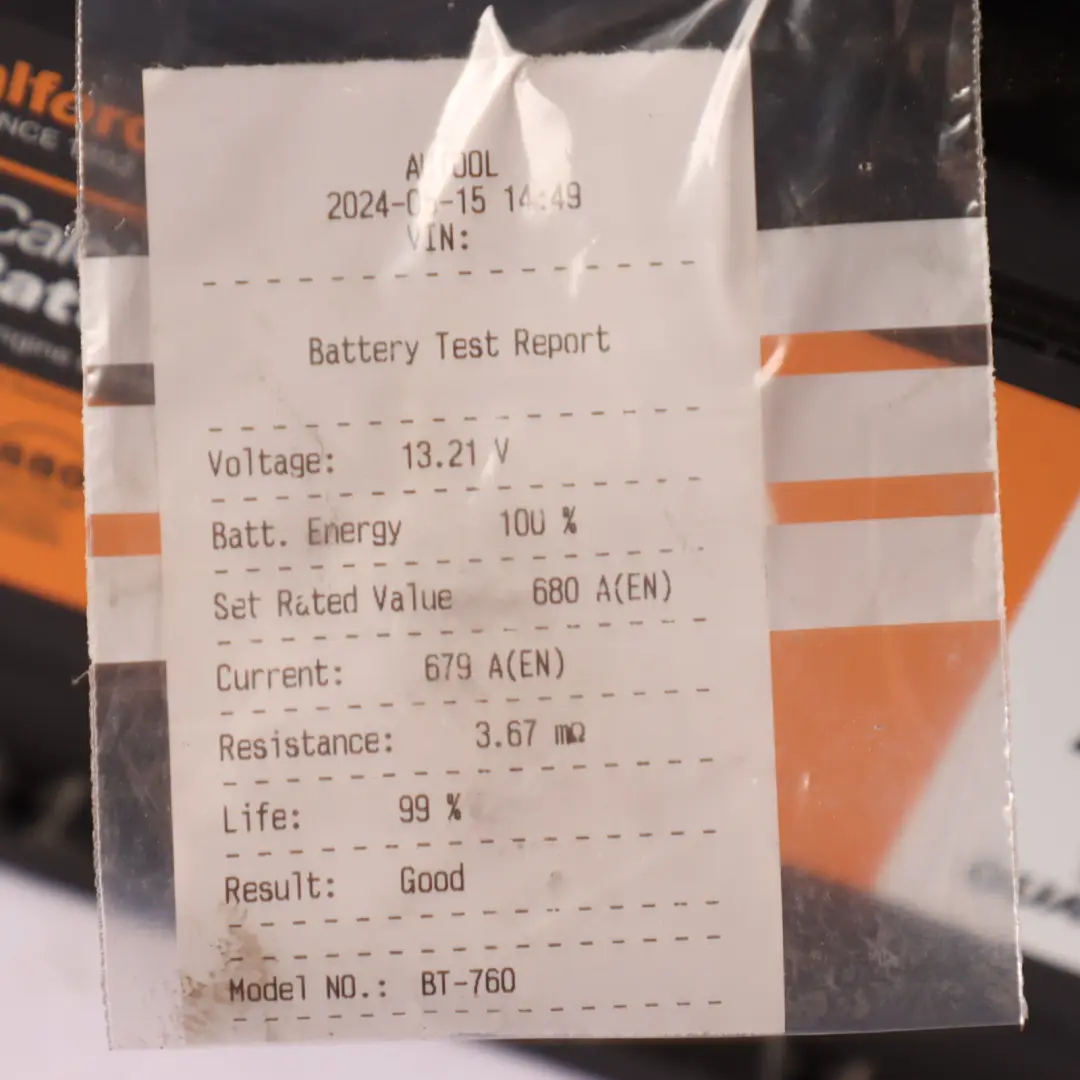 2024-0 -15 14:49
VIN:
Battery Test Report
Voltage: 13.21 V
Batt. Energy 100 %
Set Rated Value 680 A(EN)
Current: 679 A(EN)
Resistance: 3.67 mΩ
Life: 99 %
Result: Good
Model NO.: BT-760